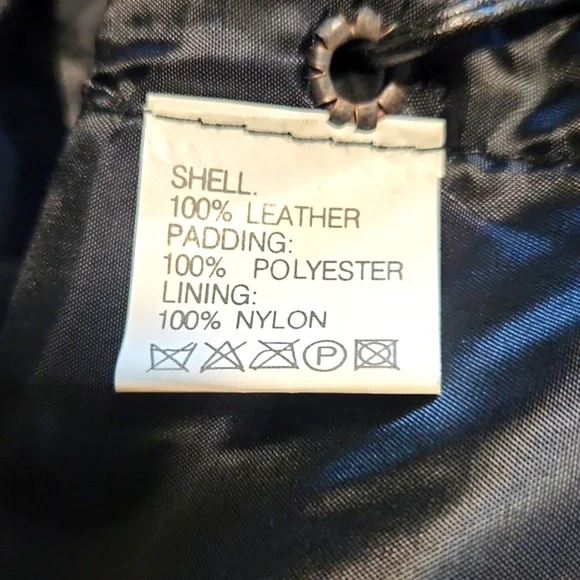 SHELL.
100% LEATHER
PADDING:
100% POLYESTER
LINING:
100% NYLON
P